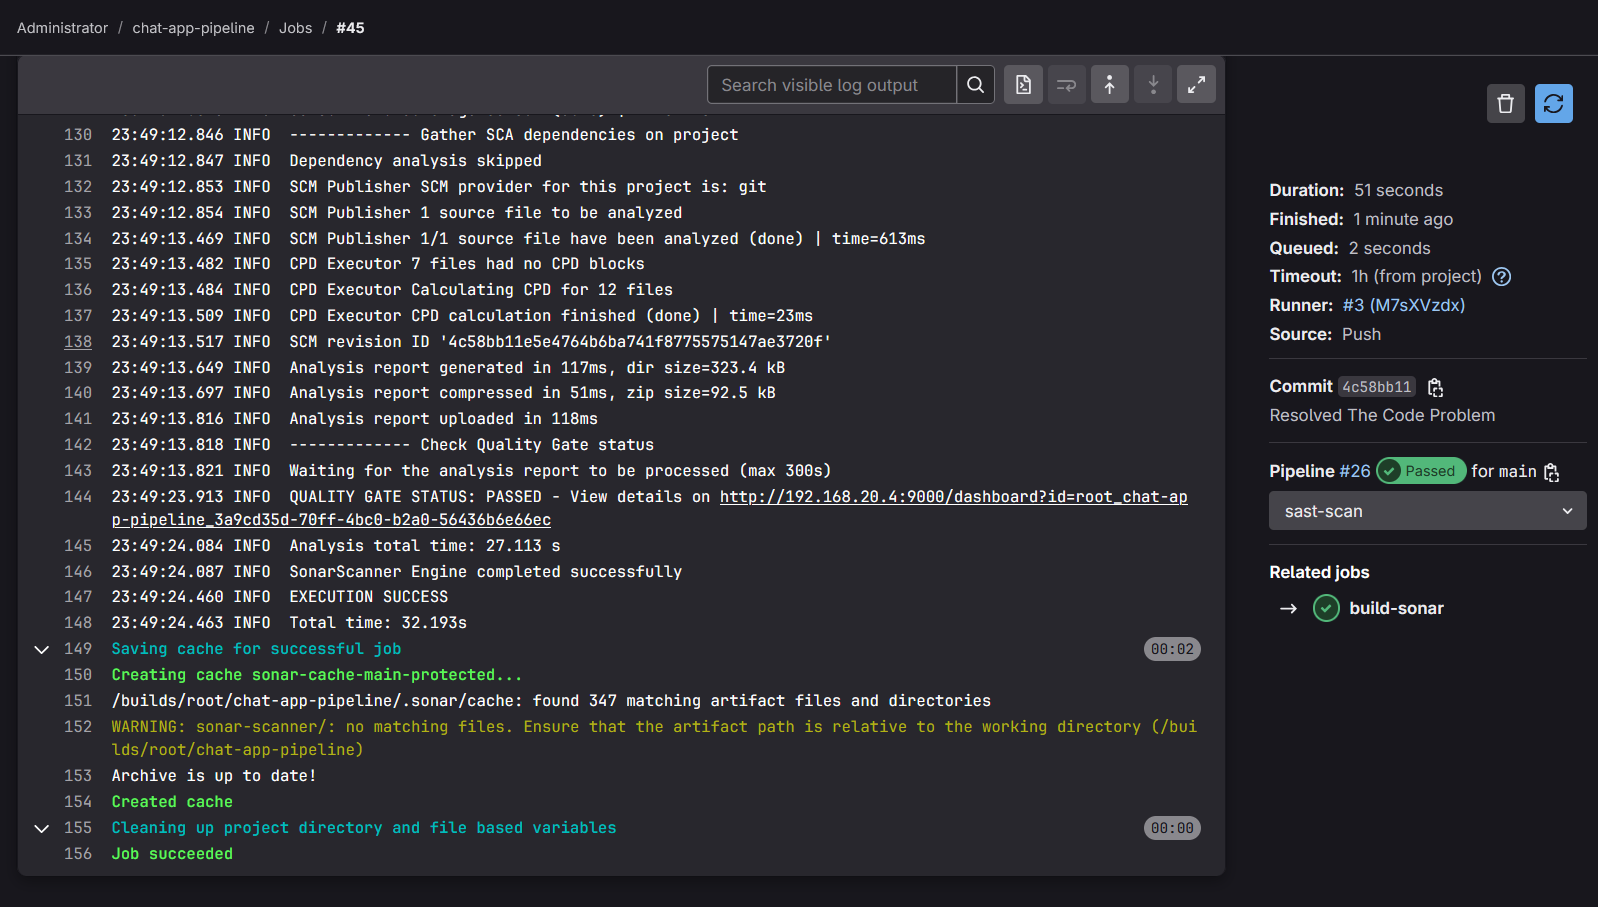 Administrator / chat-app-pipeline / Jobs / #45
Search visible log output
130 23:49:12.846 INFO ------------- Gather SCA dependencies on project
131 23:49:12.847 INFO Dependency analysis skipped
132 23:49:12.853 INFO SCM Publisher SCM provider for this project is: git
133 23:49:12.854 INFO SCM Publisher 1 source file to be analyzed
134 23:49:13.469 INFO SCM Publisher 1/1 source file have been analyzed (done) | time=613ms
135 23:49:13.482 INFO CPD Executor 7 files had no CPD blocks
136 23:49:13.484 INFO CPD Executor Calculating CPD for 12 files
137 23:49:13.509 INFO CPD Executor CPD calculation finished (done) | time=23ms
138 23:49:13.517 INFO SCM revision ID '4c58bb11e5e4764b6ba741f8775575147ae3720f'
139 23:49:13.649 INFO Analysis report generated in 117ms, dir size=323.4 kB
140 23:49:13.697 INFO Analysis report compressed in 51ms, zip size=92.5 kB
141 23:49:13.816 INFO Analysis report uploaded in 118ms
142 23:49:13.818 INFO ------------- Check Quality Gate status
143 23:49:13.821 INFO Waiting for the analysis report to be processed (max 300s)
144 23:49:23.913 INFO QUALITY GATE STATUS: PASSED - View details on http://192.168.20.4:9000/dashboard?id=root_chat-ap
p-pipeline_3a9cd35d-70ff-4bc0-b2a0-56436b6e66ec
145 23:49:24.084 INFO Analysis total time: 27.113 s
146 23:49:24.087 INFO SonarScanner Engine completed successfully
147 23:49:24.460 INFO EXECUTION SUCCESS
148 23:49:24.463 INFO Total time: 32.193s
149 Saving cache for successful job 00:02
150 Creating cache sonar-cache-main-protected...
151 /builds/root/chat-app-pipeline/.sonar/cache: found 347 matching artifact files and directories
152 WARNING: sonar-scanner/: no matching files. Ensure that the artifact path is relative to the working directory (/bui
lds/root/chat-app-pipeline)
153 Archive is up to date!
154 Created cache
155 Cleaning up project directory and file based variables 00:00
156 Job succeeded
Duration: 51 seconds
Finished: 1 minute ago
Queued: 2 seconds
Timeout: 1h (from project)
Runner: #3 (M7sXVzdx)
Source: Push
Commit 4c58bb11
Resolved The Code Problem
Pipeline #26 Passed for main
sast-scan
Related jobs
build-sonar